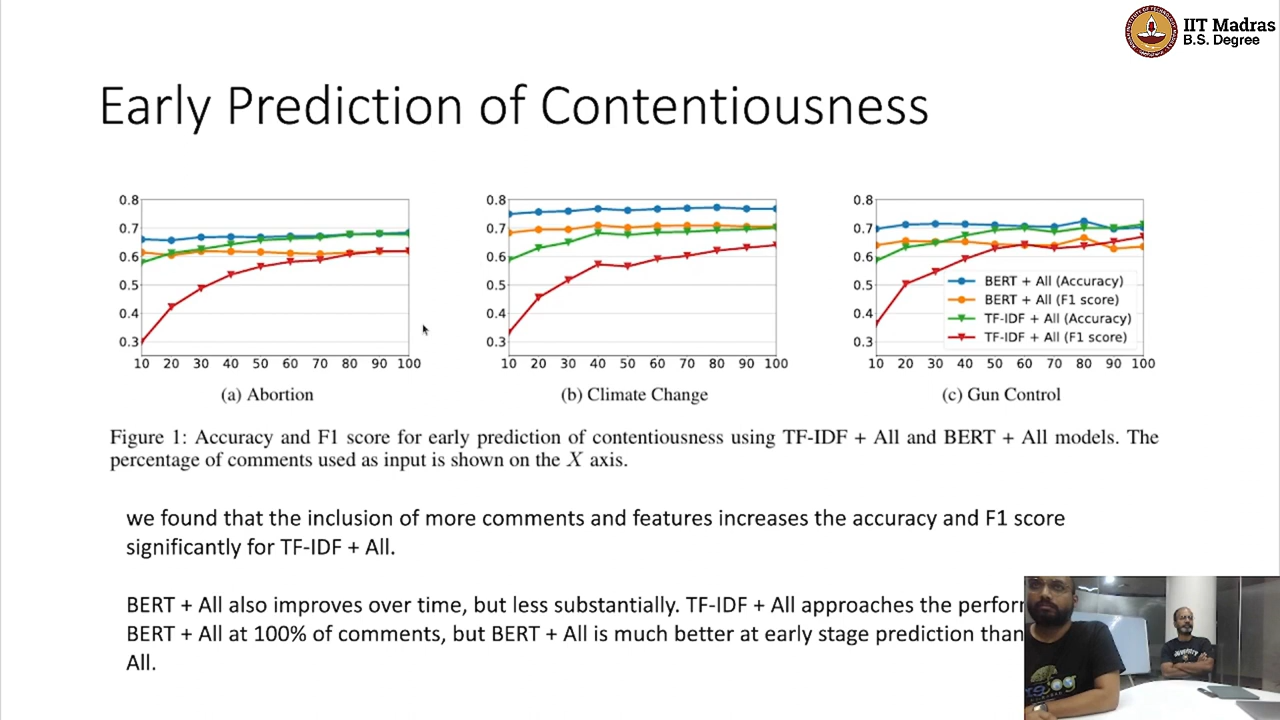 IIT Madras
B.S. Degree
Early Prediction of Contentiousness
0.8
0.7
0.6
0.5
0.4
0.3
10 20 30 40 50 60 70 80 90 100
(a) Abortion
0.8
0.7
0.6
0.5
0.4
0.3
10 20 30 40 50 60 70 80 90 100
(b) Climate Change
0.8
0.7
0.6
0.5
0.4
0.3
BERT + All (Accuracy)
BERT + All (F1 score)
TF-IDF + All (Accuracy)
TF-IDF + All (F1 score)
10 20 30 40 50 60 70 80 90 100
(c) Gun Control
Figure 1: Accuracy and F1 score for early prediction of contentiousness using TF-IDF + All and BERT + All models. The
percentage of comments used as input is shown on the X axis.
we found that the inclusion of more comments and features increases the accuracy and F1 score
significantly for TF-IDF + All.
BERT + All also improves over time, but less substantially. TF-IDF + All approaches the perfor
BERT + All at 100% of comments, but BERT + All is much better at early stage prediction than
All.